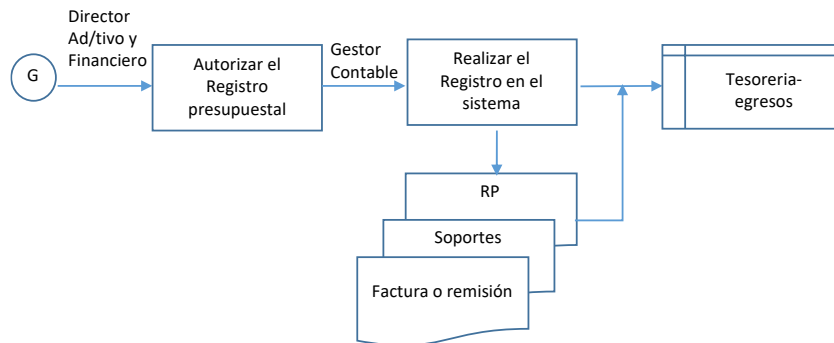 G
Director
Ad/tivo y
Financiero
Autorizar el
Registro
presupuestal
Gestor
Contable
Realizar el
Registro en el
sistema
Tesoreria-
egresos
RP
Soportes
Factura o remisión